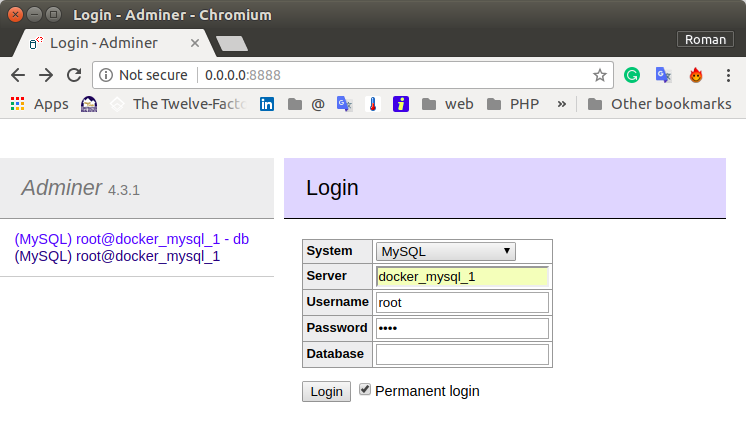 Login - Adminer - Chromium
Login - Adminer
Roman
Not secure 0.0.0.0:8888
Apps The Twelve-Facto @ web PHP » Other bookmarks
Adminer 4.3.1
Login
(MySQL) root@docker_mysql_1 - db
(MySQL) root@docker_mysql_1
System MySQL
Server docker_mysql_1
Username root
Password ••••
Database
Login Permanent login